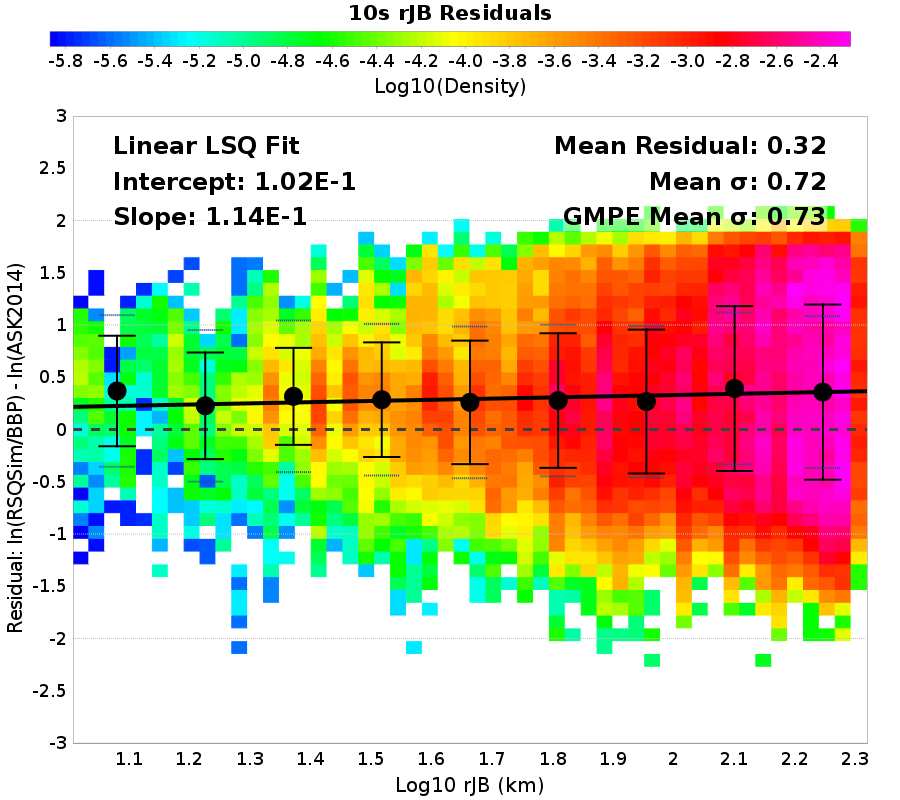 10s rJB Residuals
-5.8 -5.6 -5.4 -5.2 -5.0 -4.8 -4.6 -4.4 -4.2 -4.0 -3.8 -3.6 -3.4 -3.2 -3.0 -2.8 -2.6 -2.4
Log10(Density)
Linear LSQ Fit
Intercept: 1.02E-1
Slope: 1.14E-1
Mean Residual: 0.32
Mean σ: 0.72
GMPE Mean σ: 0.73
Residual: ln(RSQSim/BBP) - ln(ASK2014)
3
2.5
2
1.5
1
0.5
0
-0.5
-1
-1.5
-2
-2.5
-3
1.1 1.2 1.3 1.4 1.5 1.6 1.7 1.8 1.9 2 2.1 2.2 2.3
Log10 rJB (km)